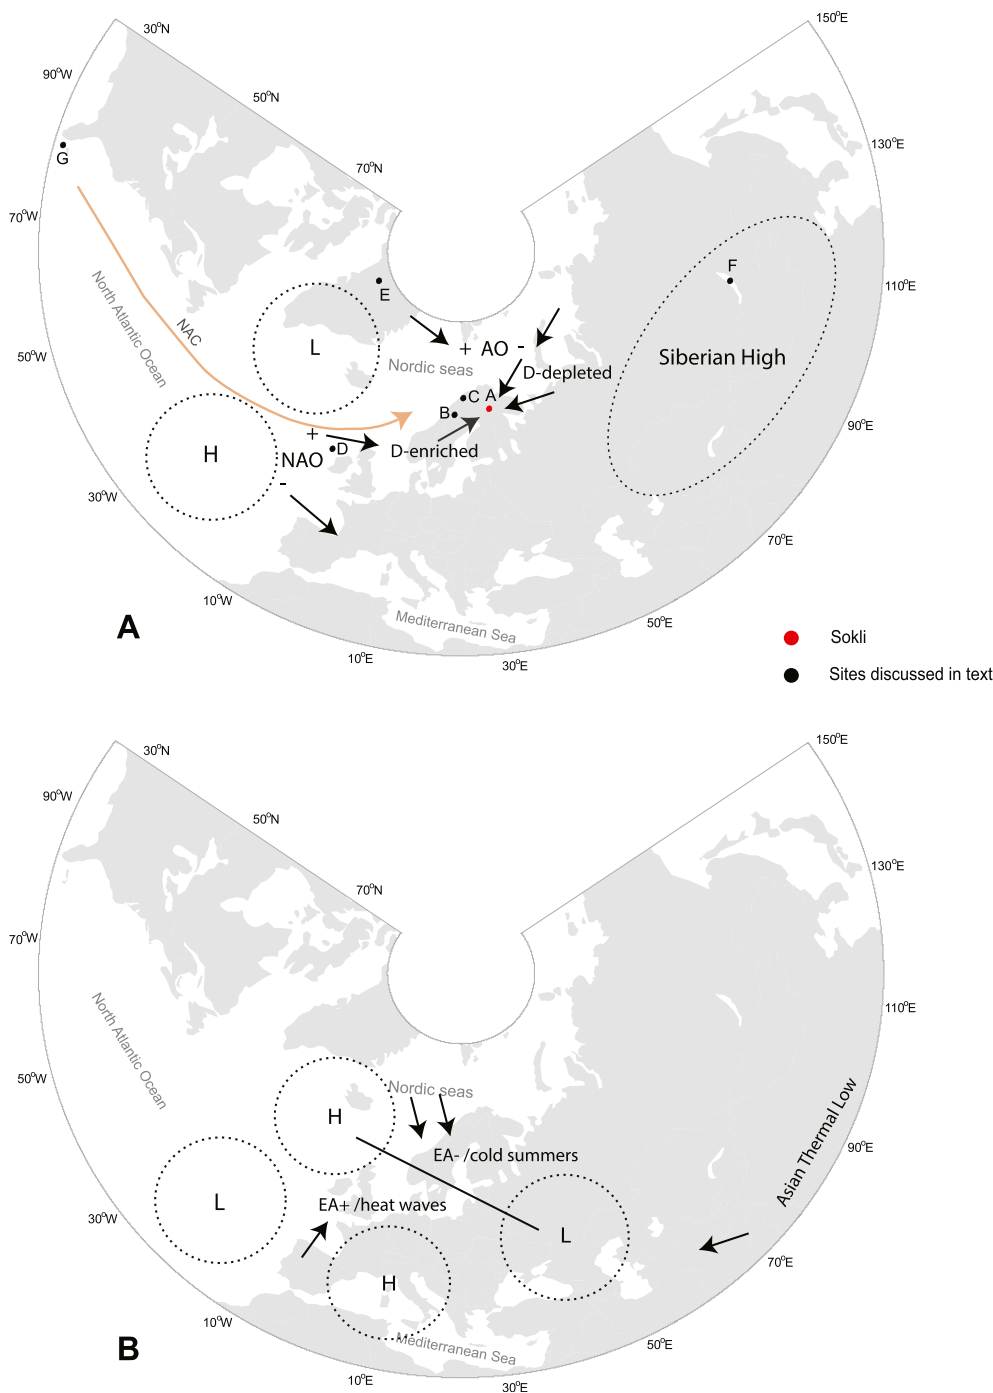 150°E
30°N
90°W
50°N
130°E
G
70°N
70°W
F
E
110°E
North Atlantic Ocean
NAC
L
+ AO -
Siberian High
50°W
Nordic seas
D-depleted
C A
B
90°E
+
H
NAO
D
D-enriched
-
30°W
70°E
10°W
Mediterranean Sea
50°E
A
Sokli
10°E
30°E
Sites discussed in text
150°E
30°N
90°W
50°N
130°E
70°N
70°W
110°E
North Atlantic Ocean
50°W
Nordic seas
H
Asian Thermal Low
90°E
EA- /cold summers
L
EA+ /heat waves
30°W
L
70°E
H
10°W
Mediterranean Sea
50°E
B
10°E
30°E